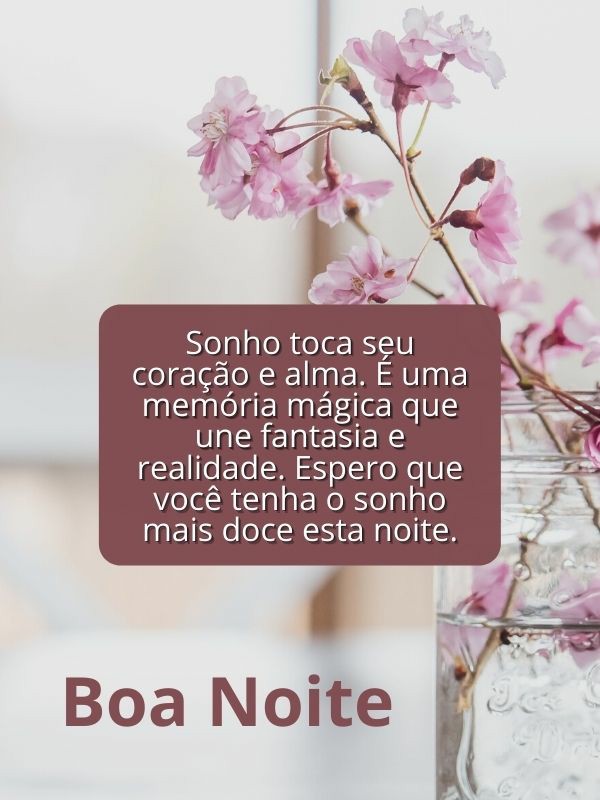 Sonho toca seu
coração e alma. É uma
memória mágica que
une fantasia e
realidade. Espero que
você tenha o sonho
mais doce esta noite.
Boa Noite